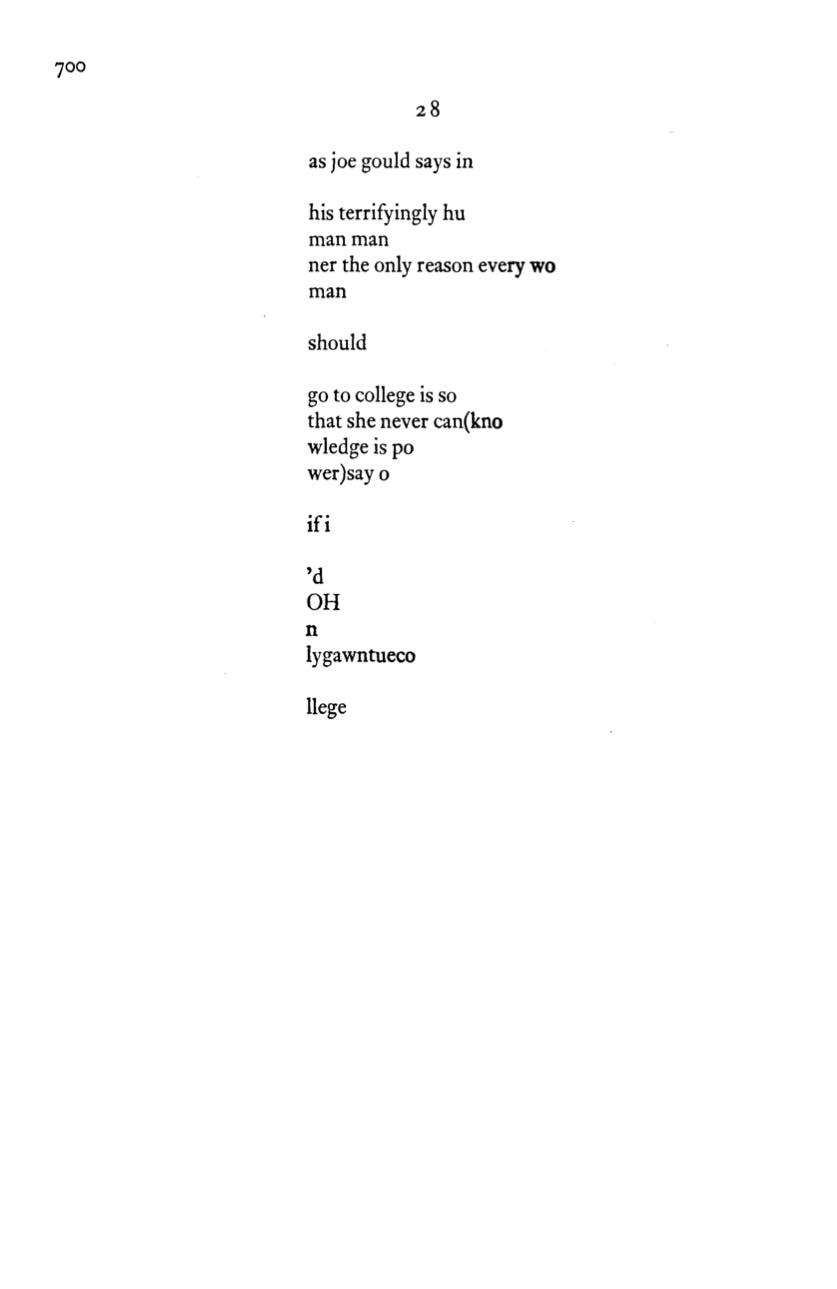 700
28
as joe gould says in
his terrifyingly hu
man man
ner the only reason every wo
man
should
go to college is so
that she never can(kno
wledge is po
wer)say o
if i
’d
OH
n
lygawntueco
llege